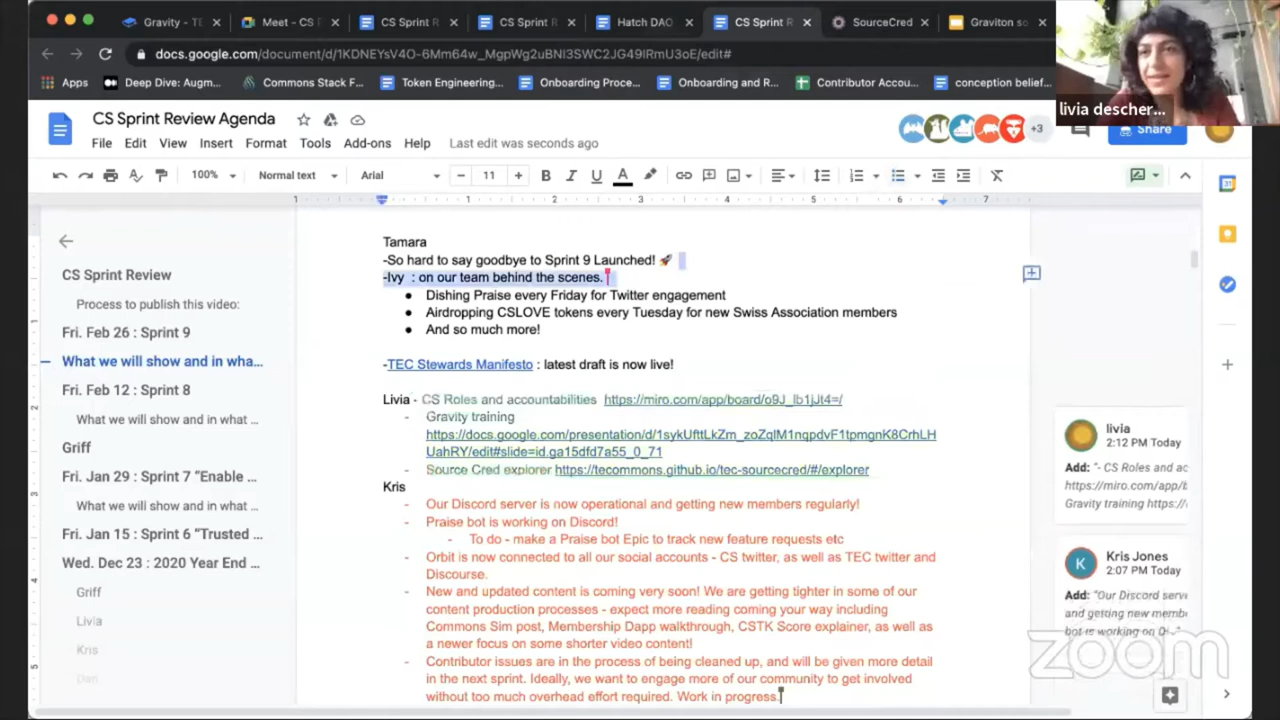 Gravity - TE
Meet - CS E
CS Sprint R
CS Sprint R
Hatch DAO
CS Sprint R
SourceCred
Graviton so
docs.google.com/document/d/1KDNEYsV4O-6Mm64w_MgpWg2uBNI3SWC2JG49IRmU3oE/edit#
Apps
Deep Dive: Augm...
Commons Stack F...
Token Engineering...
Onboarding Proce...
Onboarding and R...
Contributor Accou...
conception belief...
livia descher...
CS Sprint Review Agenda
+3
Share
File Edit View Insert Format Tools Add-ons Help Last edit was seconds ago
100% Normal text Arial 11
1 1 2 3 4 5 6 7
CS Sprint Review
Process to publish this video:
Fri. Feb 26 : Sprint 9
What we will show and in wha...
Fri. Feb 12 : Sprint 8
What we will show and in what ...
Griff
Fri. Jan 29 : Sprint 7 "Enable ...
What we will show and in what ...
Fri. Jan 15 : Sprint 6 "Trusted ...
Wed. Dec 23 : 2020 Year End ...
Griff
Livia
Kris
Dan
Tamara
-So hard to say goodbye to Sprint 9 Launched! 🚀
-Ivy : on our team behind the scenes.
● Dishing Praise every Friday for Twitter engagement
● Airdropping CSLOVE tokens every Tuesday for new Swiss Association members
● And so much more!
-TEC Stewards Manifesto : latest draft is now live!
Livia - CS Roles and accountabilities https://miro.com/app/board/o9J_lb1jJt4=/
- Gravity training
https://docs.google.com/presentation/d/1sykUfttLkZm_zoZqlM1nqpdvF1tpmgnK8CrhLH
UahRY/edit#slide=id.ga15dfd7a55_0_71
- Source Cred explorer https://tecommons.github.io/tec-sourcecred/#/explorer
Kris
- Our Discord server is now operational and getting new members regularly!
- Praise bot is working on Discord!
- To do - make a Praise bot Epic to track new feature requests etc
- Orbit is now connected to all our social accounts - CS twitter, as well as TEC twitter and
Discourse.
- New and updated content is coming very soon! We are getting tighter in some of our
content production processes - expect more reading coming your way including
Commons Sim post, Membership Dapp walkthrough, CSTK Score explainer, as well as
a newer focus on some shorter video content!
- Contributor issues are in the process of being cleaned up, and will be given more detail
in the next sprint. Ideally, we want to engage more of our community to get involved
without too much overhead effort required. Work in progress.
livia
2:12 PM Today
Add: "- CS Roles and ac
https://miro.com/app/b
Gravity training https:/
K
Kris Jones
2:07 PM Today
Add: "Our Discord serve
and getting new memb
bot is working on Di
zoom